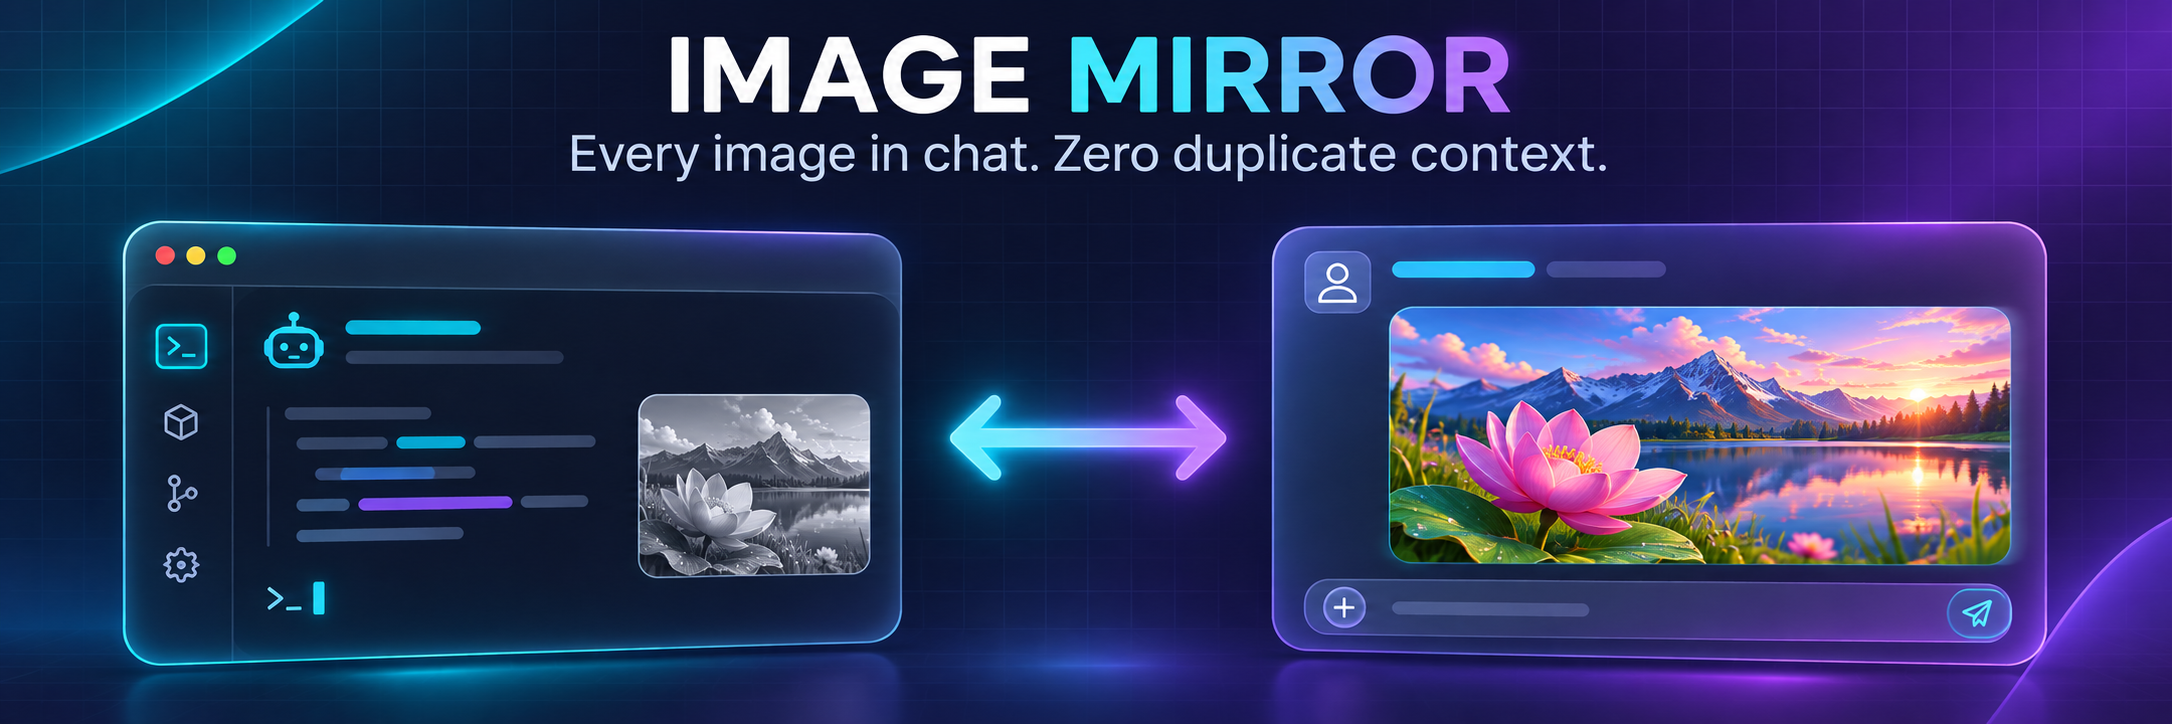 IMAGE MIRROR
Every image in chat. Zero duplicate context.